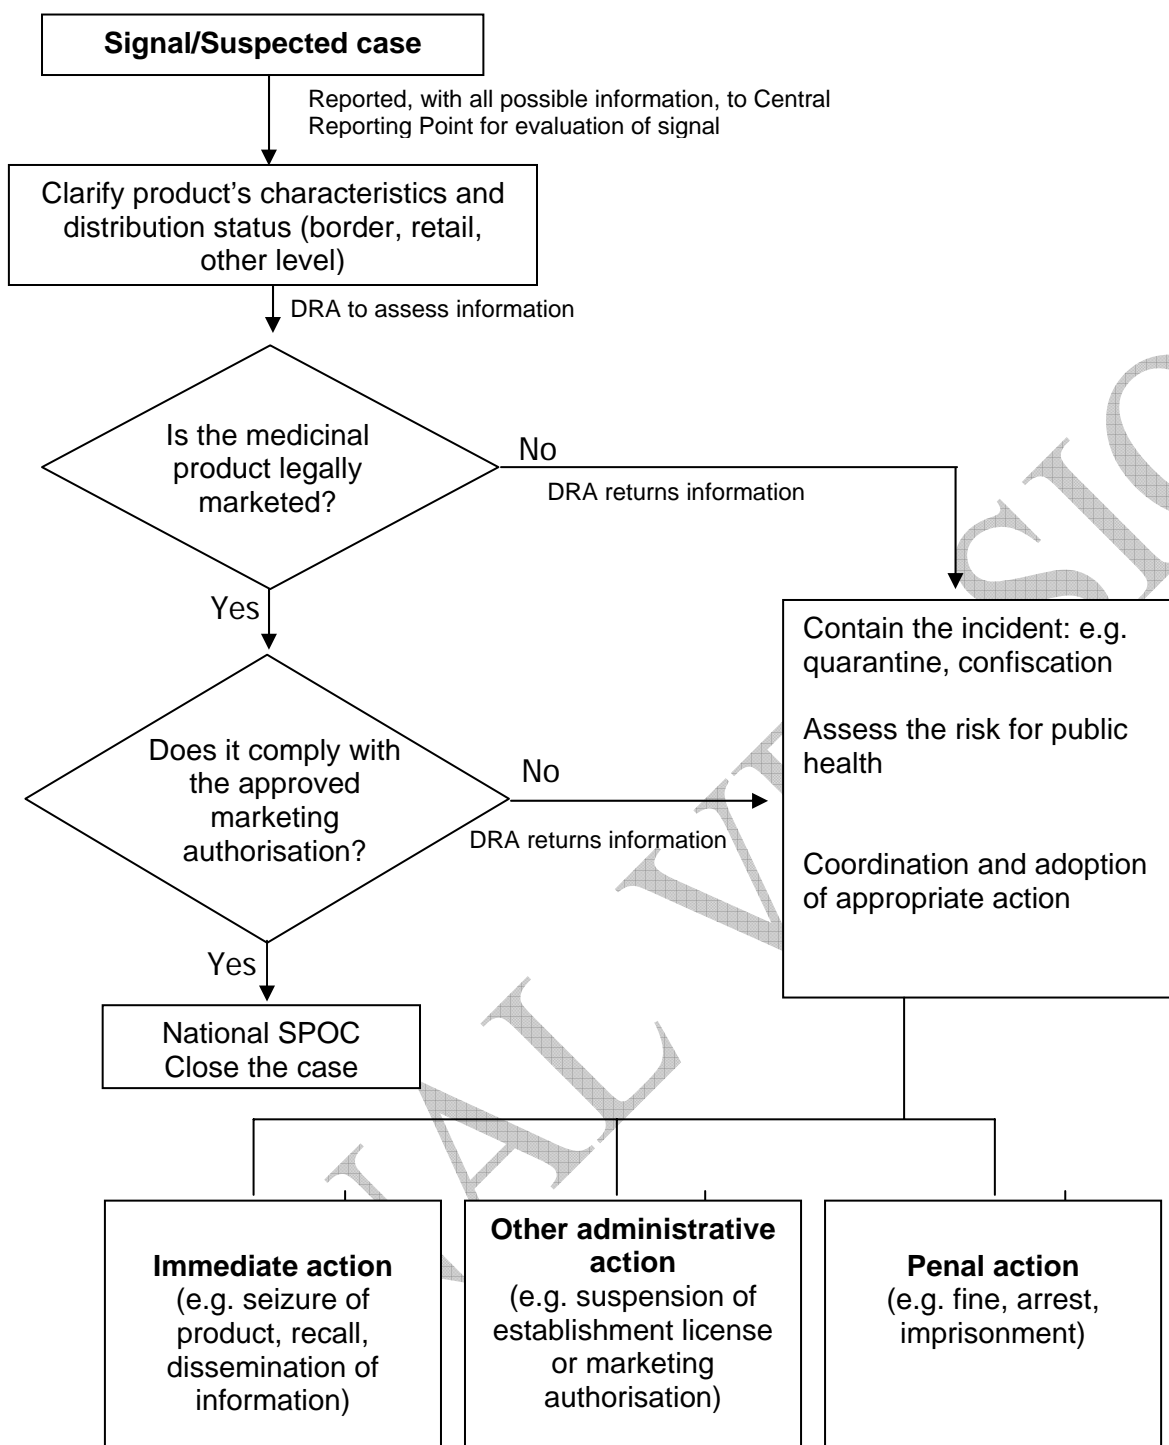 Signal/Suspected case
Reported, with all possible information, to Central
Reporting Point for evaluation of signal
Clarify product's characteristics and
distribution status (border, retail,
other level)
DRA to assess information
Is the medicinal
product legally
marketed?
No
DRA returns information
Yes
Contain the incident: e.g.
quarantine, confiscation
Assess the risk for public
health
Coordination and adoption
of appropriate action
Does it comply with
the approved
marketing
authorisation?
No
DRA returns information
Yes
National SPOC
Close the case
Immediate action
(e.g. seizure of
product, recall,
dissemination of
information)
Other administrative
action
(e.g. suspension of
establishment license
or marketing
authorisation)
Penal action
(e.g. fine, arrest,
imprisonment)